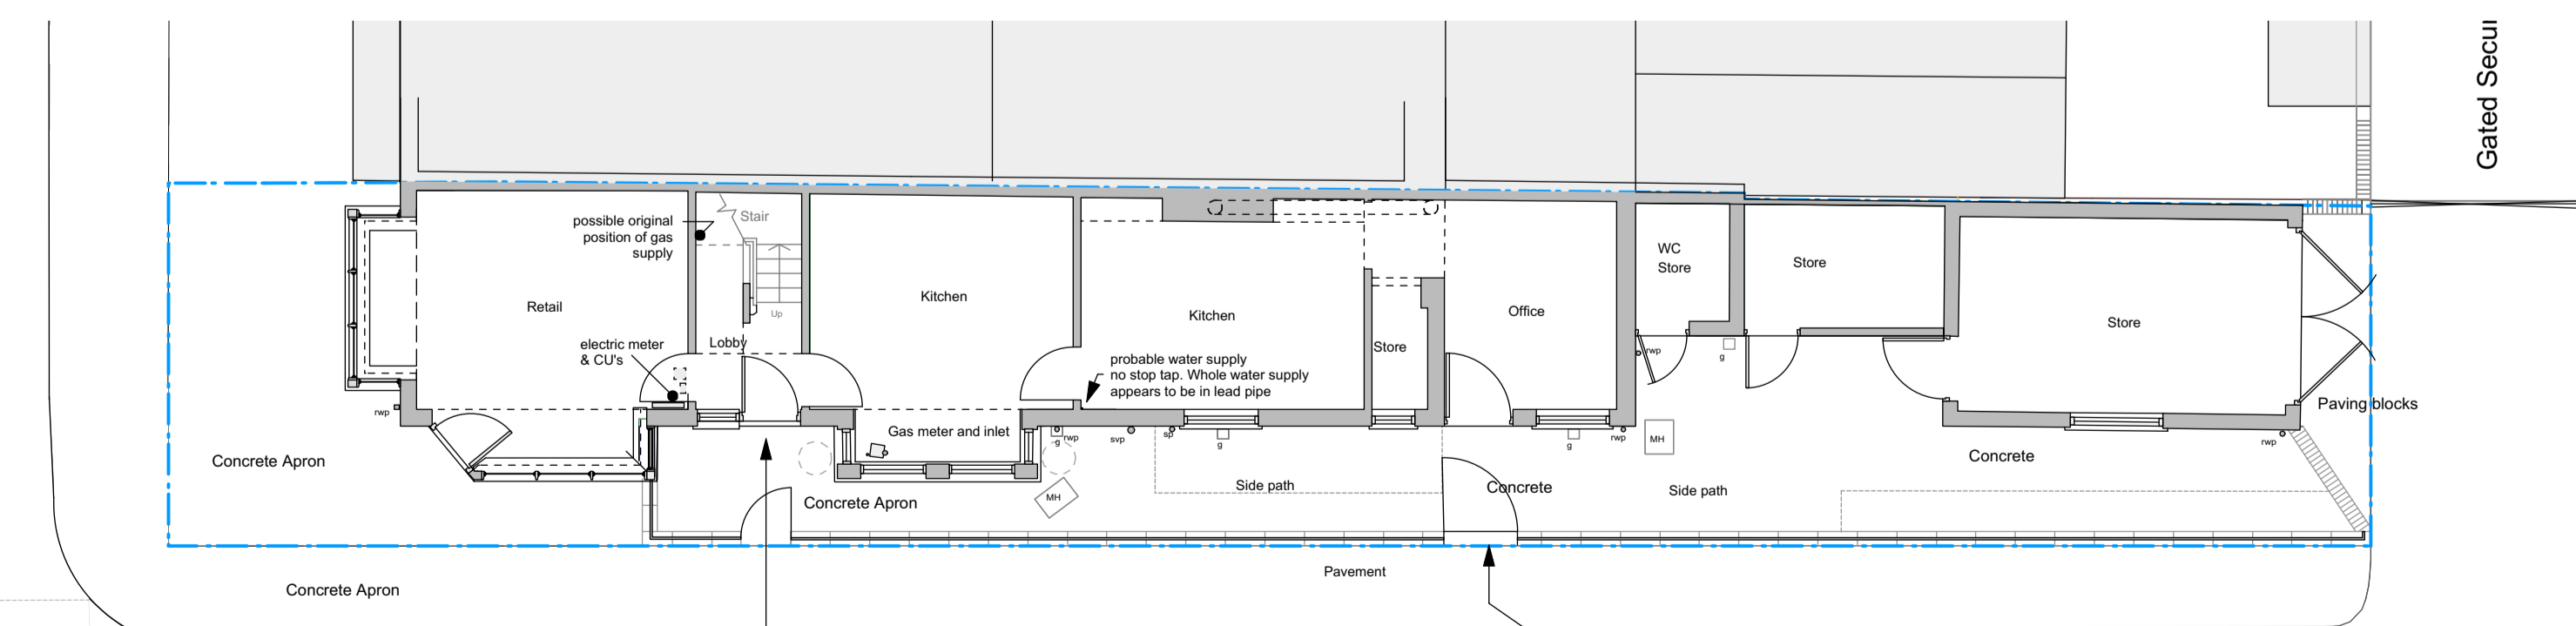 Gated Secui
possible original
position of gas
supply
Stair
Up
Lobby
Retail
electric meter
& CU's
rwp
Kitchen
Gas meter and inlet
Kitchen
probable water supply
no stop tap. Whole water supply
appears to be in lead pipe
Store
Office
WC
Store
Store
Store
rwp
g
g
rwp
svp
sp
g
g
rwp
MH
rwp
Paving blocks
Concrete Apron
Concrete Apron
MH
Side path
Concrete
Side path
Concrete
Pavement
Concrete Apron